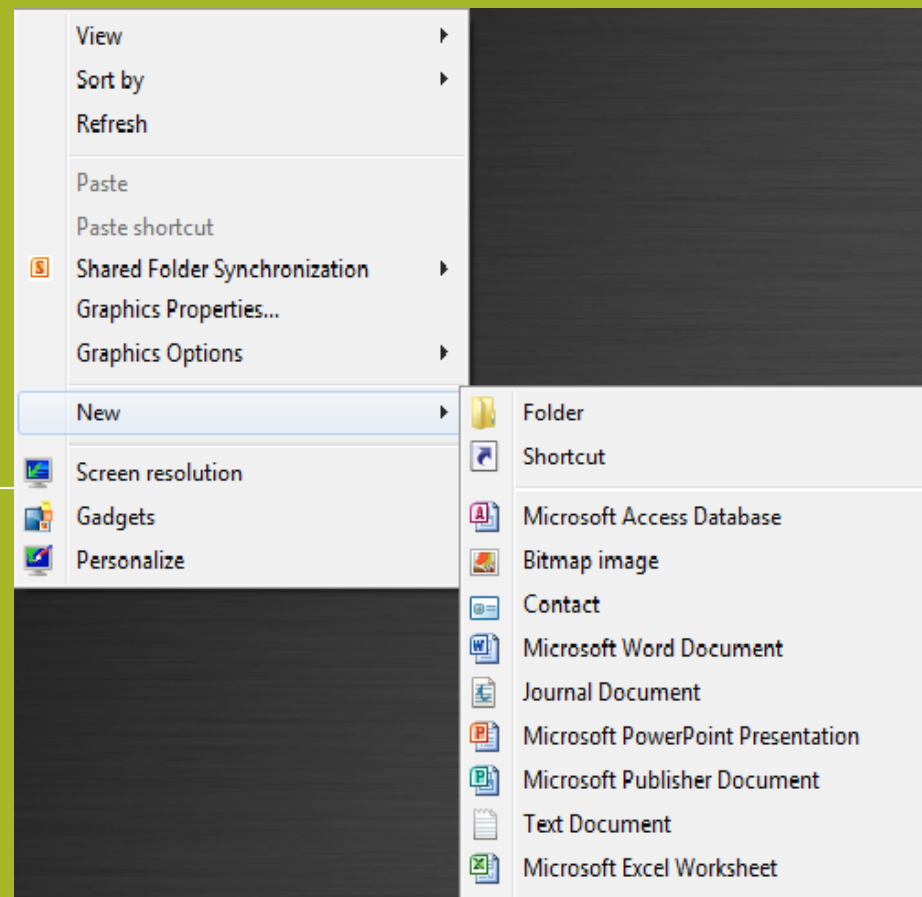 View
Sort by
Refresh
Paste
Paste shortcut
Shared Folder Synchronization
Graphics Properties...
Graphics Options
New
Screen resolution
Gadgets
Personalize
Folder
Shortcut
Microsoft Access Database
Bitmap image
Contact
Microsoft Word Document
Journal Document
Microsoft PowerPoint Presentation
Microsoft Publisher Document
Text Document
Microsoft Excel Worksheet